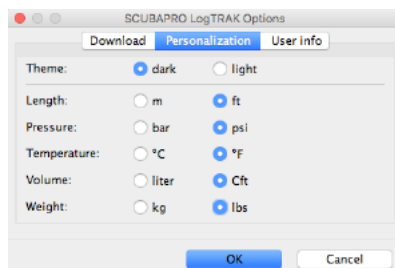 SCUBAPRO LogTRAK Options
Download Personalization User info
Theme: dark light
Length: m ft
Pressure: bar psi
Temperature: °C °F
Volume: liter Cft
Weight: kg lbs
OK Cancel